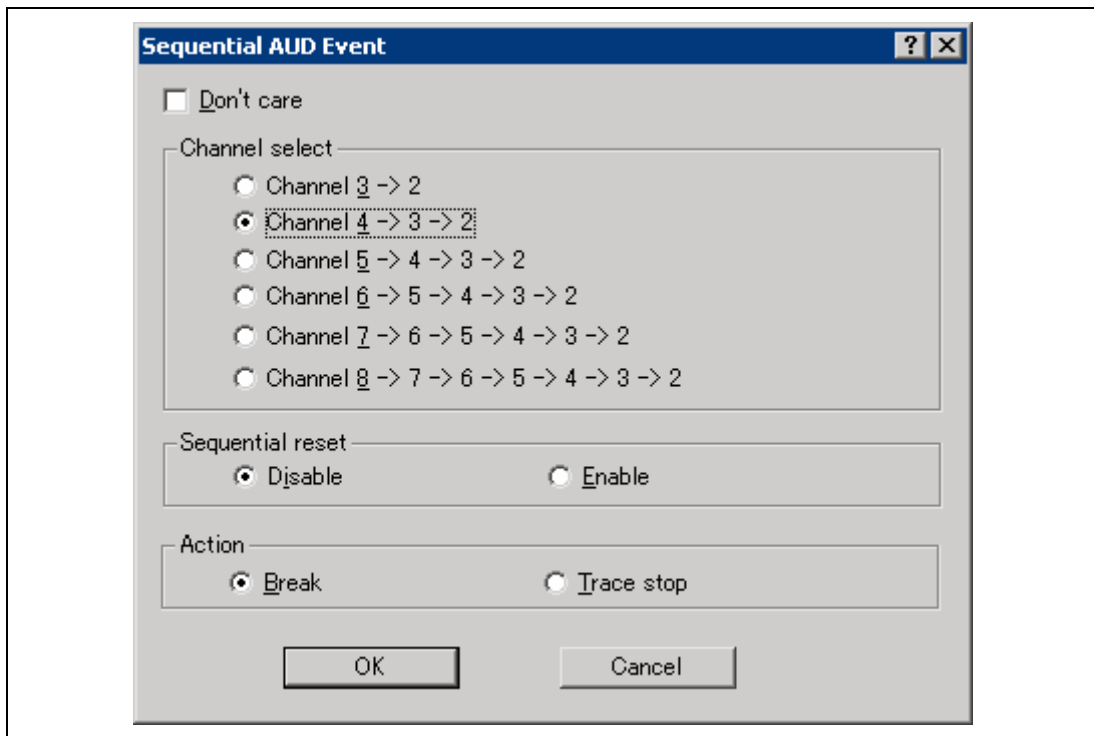 Sequential AUD Event
Don't care
Channel select
Channel 3 -> 2
Channel 4 -> 3 -> 2
Channel 5 -> 4 -> 3 -> 2
Channel 6 -> 5 -> 4 -> 3 -> 2
Channel 7 -> 6 -> 5 -> 4 -> 3 -> 2
Channel 8 -> 7 -> 6 -> 5 -> 4 -> 3 -> 2
Sequential reset
Disable Enable
Action
Break Trace stop
OK Cancel